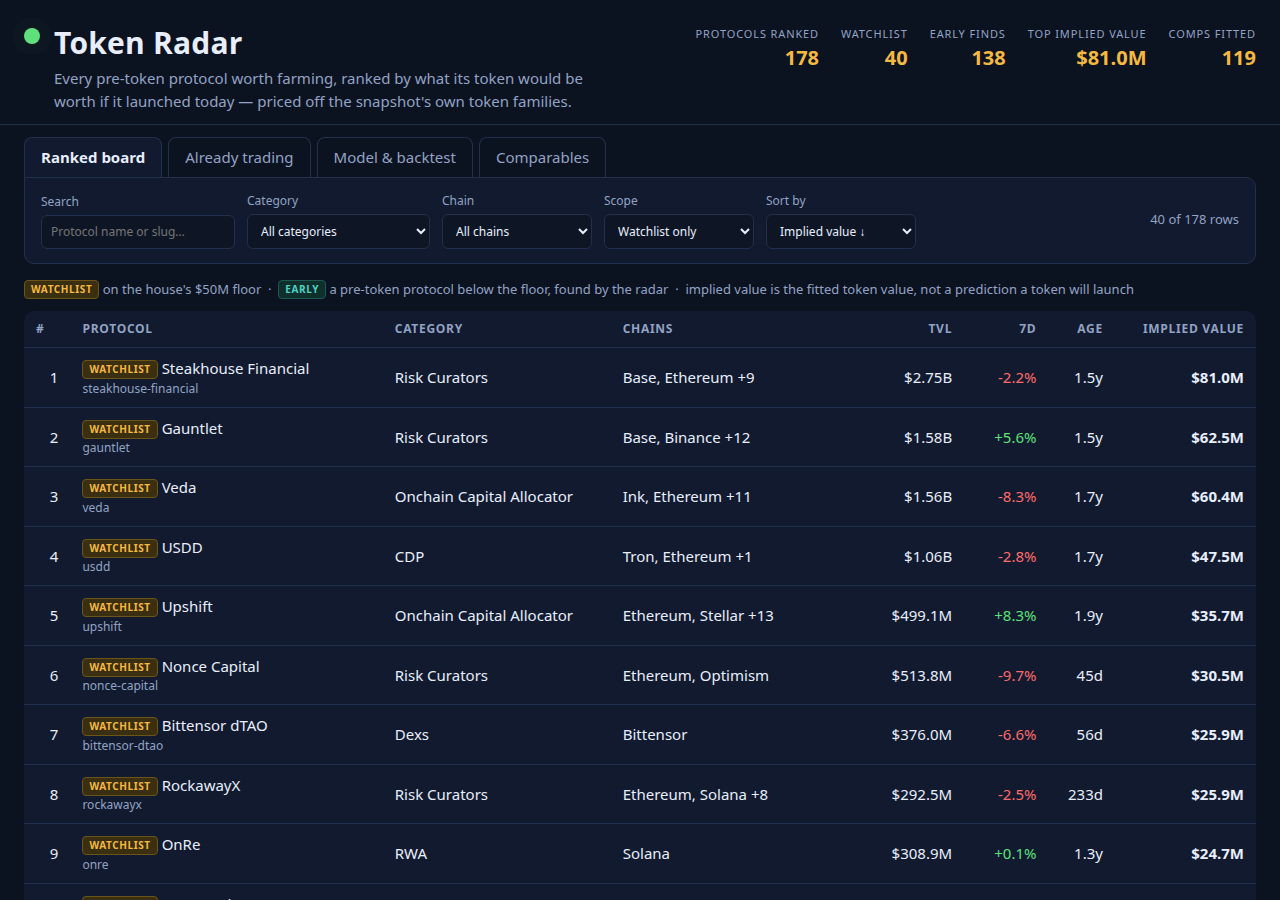 Token Radar
Every pre-token protocol worth farming, ranked by what its token would be
worth if it launched today — priced off the snapshot's own token families.
PROTOCOLS RANKED
178
WATCHLIST
40
EARLY FINDS
138
TOP IMPLIED VALUE
$81.0M
COMPS FITTED
119
Ranked board
Already trading
Model & backtest
Comparables
Search
Protocol name or slug...
Category
All categories
Chain
All chains
Scope
Watchlist only
Sort by
Implied value ↓
40 of 178 rows
WATCHLIST on the house's $50M floor · EARLY a pre-token protocol below the floor, found by the radar · implied value is the fitted token value, not a prediction a token will launch
# PROTOCOL CATEGORY CHAINS TVL 7D AGE IMPLIED VALUE
1 WATCHLIST Steakhouse Financial Risk Curators Base, Ethereum +9 $2.75B -2.2% 1.5y $81.0M
steakhouse-financial
2 WATCHLIST Gauntlet Risk Curators Base, Binance +12 $1.58B +5.6% 1.5y $62.5M
gauntlet
3 WATCHLIST Veda Onchain Capital Allocator Ink, Ethereum +11 $1.56B -8.3% 1.7y $60.4M
veda
4 WATCHLIST USDD CDP Tron, Ethereum +1 $1.06B -2.8% 1.7y $47.5M
usdd
5 WATCHLIST Upshift Onchain Capital Allocator Ethereum, Stellar +13 $499.1M +8.3% 1.9y $35.7M
upshift
6 WATCHLIST Nonce Capital Risk Curators Ethereum, Optimism $513.8M -9.7% 45d $30.5M
nonce-capital
7 WATCHLIST Bittensor dTAO Dexs Bittensor $376.0M -6.6% 56d $25.9M
bittensor-dtao
8 WATCHLIST RockawayX Risk Curators Ethereum, Solana +8 $292.5M -2.5% 233d $25.9M
rockawayx
9 WATCHLIST OnRe RWA Solana $308.9M +0.1% 1.3y $24.7M
onre